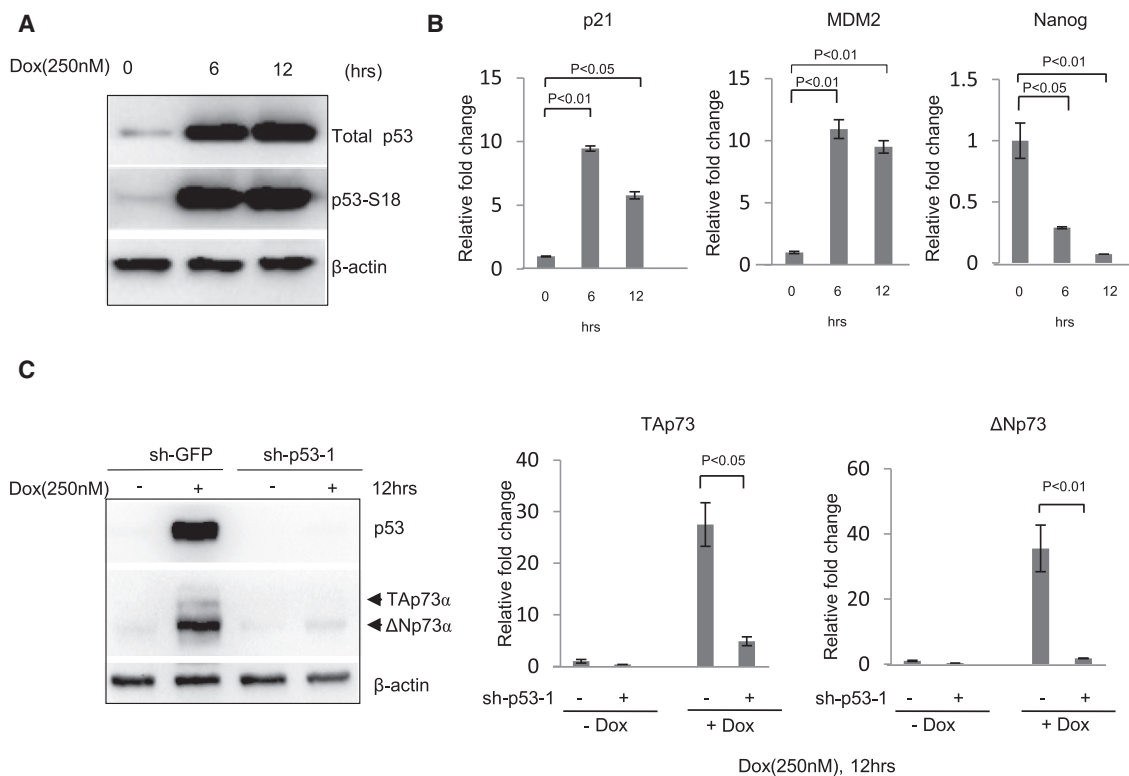 A
Dox(250nM) 0 6 12 (hrs)
Total p53
p53-S18
β-actin
B
p21
Relative fold change
15
10
5
0
P<0.05
P<0.01
0 6 12
hrs
MDM2
Relative fold change
15
10
5
0
P<0.01
P<0.01
0 6 12
hrs
Nanog
Relative fold change
1.5
1
0.5
0
P<0.01
P<0.05
0 6 12
hrs
C
sh-GFP sh-p53-1
Dox(250nM) - + - + 12hrs
p53
TAp73α
ΔNp73α
β-actin
TAp73
Relative fold change
40
30
20
10
0
P<0.05
sh-p53-1 - + - +
- Dox + Dox
ΔNp73
Relative fold change
60
40
20
0
P<0.01
- + - +
- Dox + Dox
Dox(250nM), 12hrs